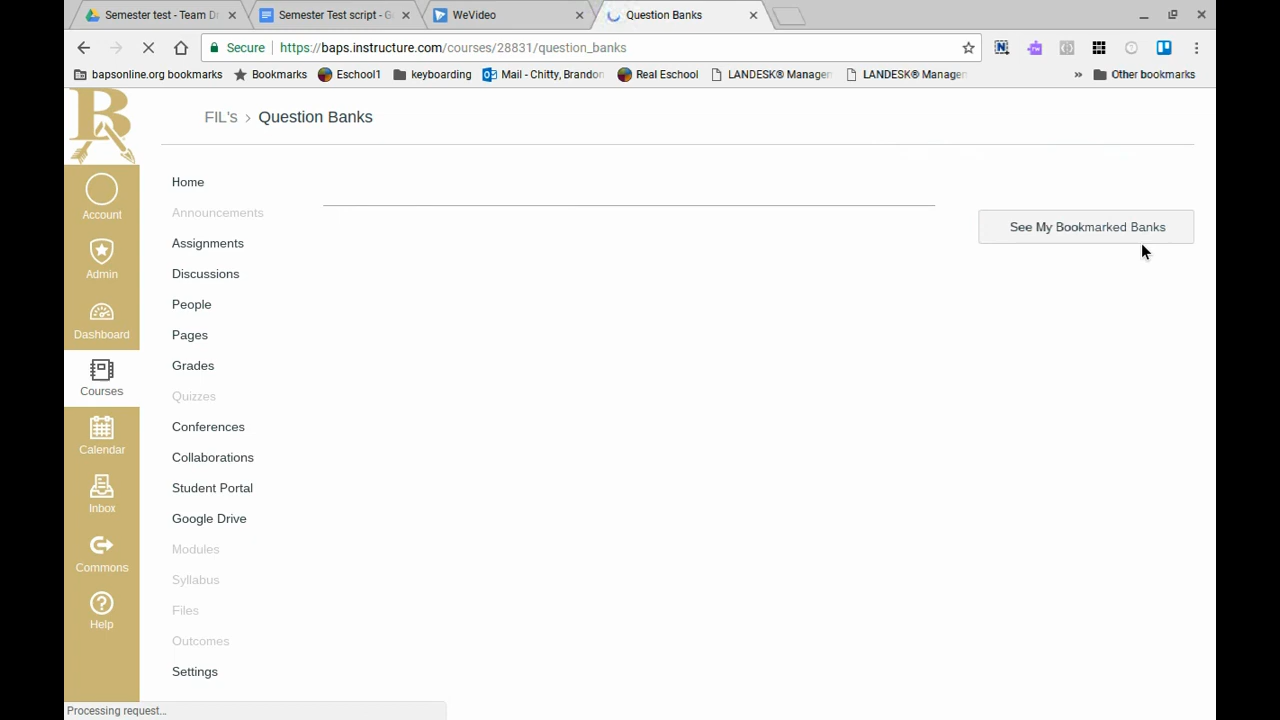 Semester test - Team Dr
Semester Test script - Go
WeVideo
Question Banks
Secure
https://baps.instructure.com/courses/28831/question_banks
bapsonline.org bookmarks
Bookmarks
Eschool1
keyboarding
Mail - Chitty, Brandon
Real Eschool
LANDESK® Manager
LANDESK® Manager
»
Other bookmarks
B
FIL's > Question Banks
Account
Admin
Dashboard
Courses
Calendar
Inbox
Commons
Help
Home
Announcements
Assignments
Discussions
People
Pages
Grades
Quizzes
Conferences
Collaborations
Student Portal
Google Drive
Modules
Syllabus
Files
Outcomes
Settings
See My Bookmarked Banks
Processing request...